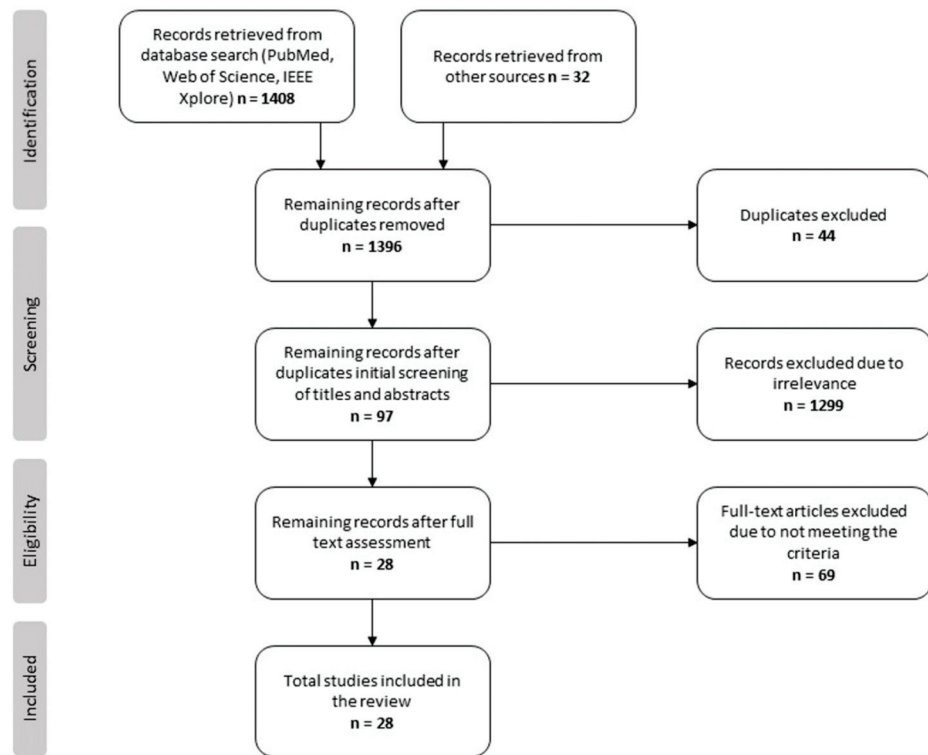 Identification
Records retrieved from
database search (PubMed,
Web of Science, IEEE
Xplore) n = 1408
Records retrieved from
other sources n = 32
Remaining records after
duplicates removed
n = 1396
Duplicates excluded
n = 44
Screening
Remaining records after
duplicates initial screening
of titles and abstracts
n = 97
Records excluded due to
irrelevance
n = 1299
Eligibility
Remaining records after full
text assessment
n = 28
Full-text articles excluded
due to not meeting the
criteria
n = 69
Included
Total studies included in
the review
n = 28